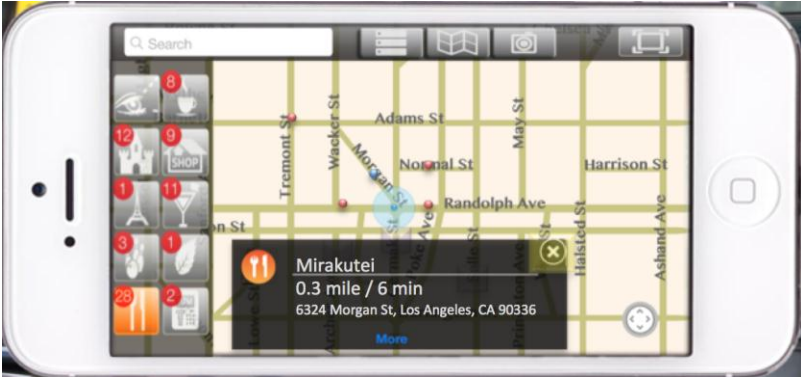 Search
8
12
9
SHOP
1
11
3
1
28
2
Adams St
Wacker St
Tremont St
Morgan St
Normal St
May St
Harrison St
Randolph Ave
Halsted St
Ashand Ave
Mirakutei
0.3 mile / 6 min
6324 Morgan St, Los Angeles, CA 90336
More